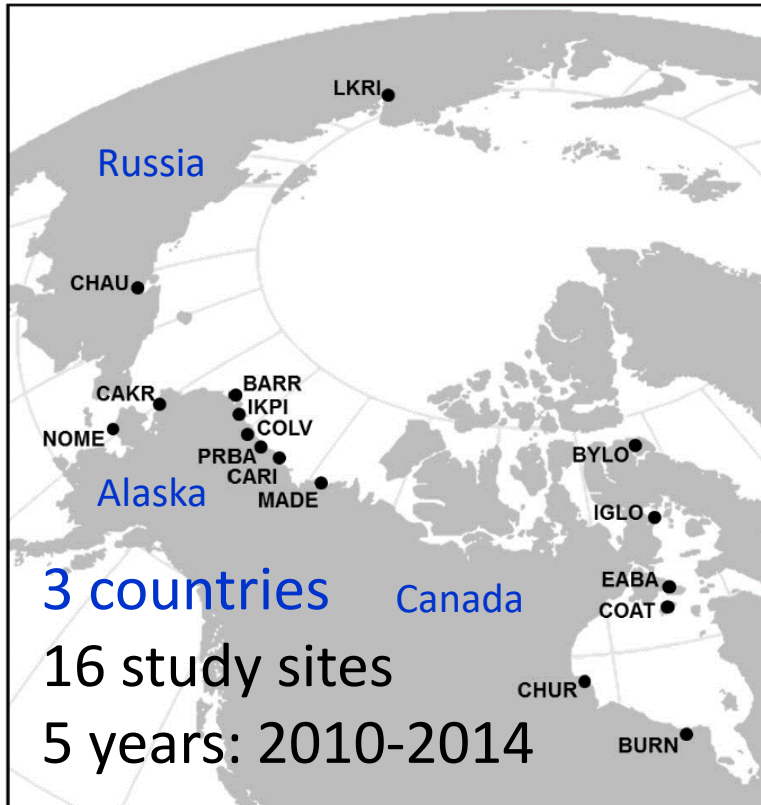 LKRI
Russia
CHAU
BARR
CAKR
IKPI
COLV
NOME
PRBA
BYLO
CARI
Alaska
MADE
IGLO
3 countries
EABA
Canada
COAT
16 study sites
CHUR
5 years: 2010-2014
BURN